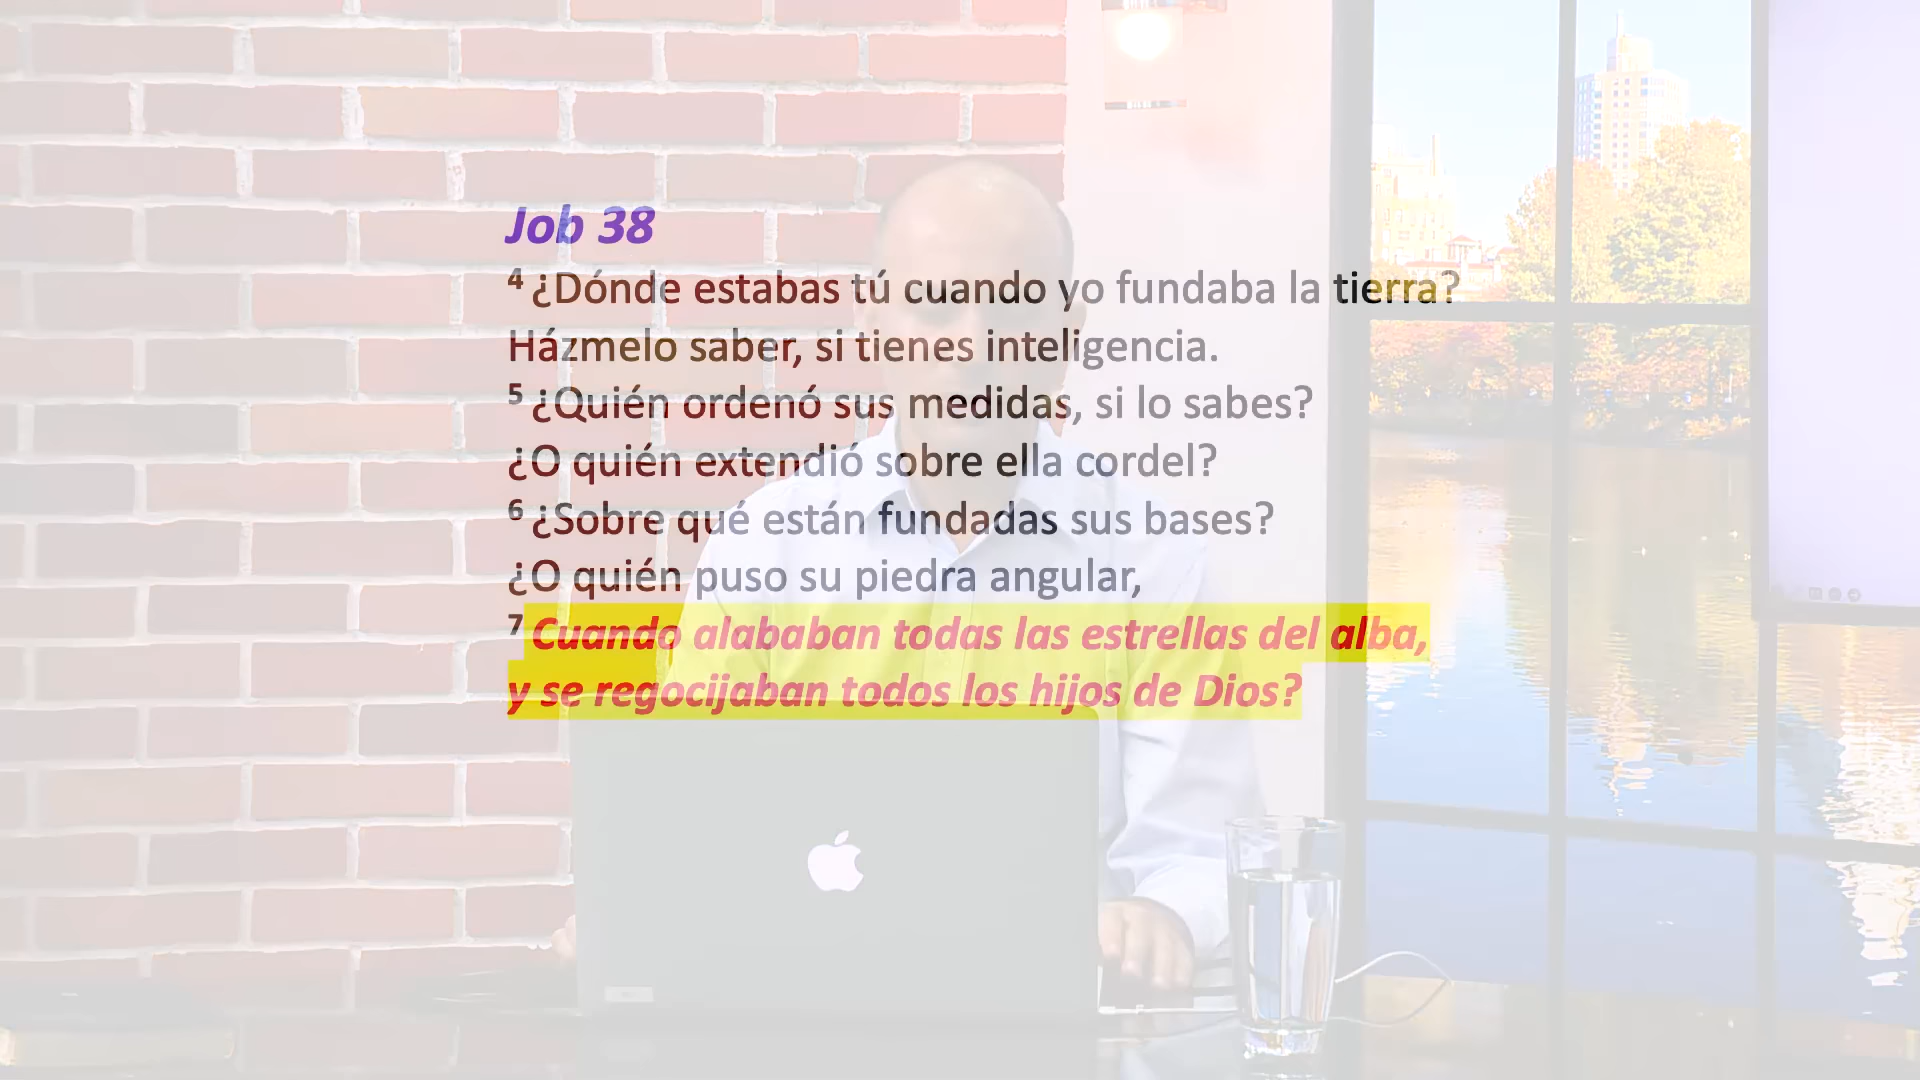 Job 38
4 ¿Dónde estabas tú cuando yo fundaba la tierra?
Házmelo saber, si tienes inteligencia.
5 ¿Quién ordenó sus medidas, si lo sabes?
¿O quién extendió sobre ella cordel?
6 ¿Sobre qué están fundadas sus bases?
¿O quién puso su piedra angular,
7 Cuando alababan todas las estrellas del alba,
y se regocijaban todos los hijos de Dios?